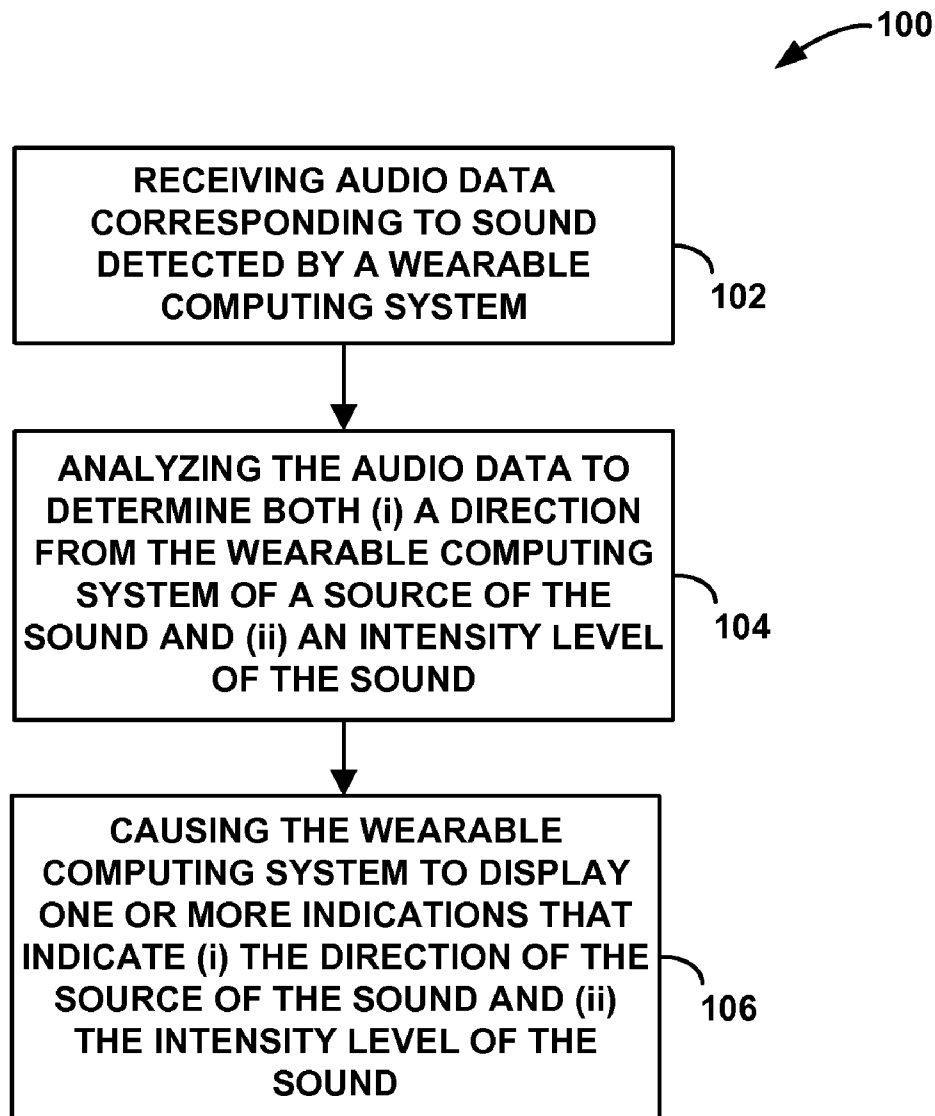 100
RECEIVING AUDIO DATA
CORRESPONDING TO SOUND
DETECTED BY A WEARABLE
COMPUTING SYSTEM
102
ANALYZING THE AUDIO DATA TO
DETERMINE BOTH (i) A DIRECTION
FROM THE WEARABLE COMPUTING
SYSTEM OF A SOURCE OF THE
SOUND AND (ii) AN INTENSITY LEVEL
OF THE SOUND
104
CAUSING THE WEARABLE
COMPUTING SYSTEM TO DISPLAY
ONE OR MORE INDICATIONS THAT
INDICATE (i) THE DIRECTION OF THE
SOURCE OF THE SOUND AND (ii)
THE INTENSITY LEVEL OF THE
SOUND
106